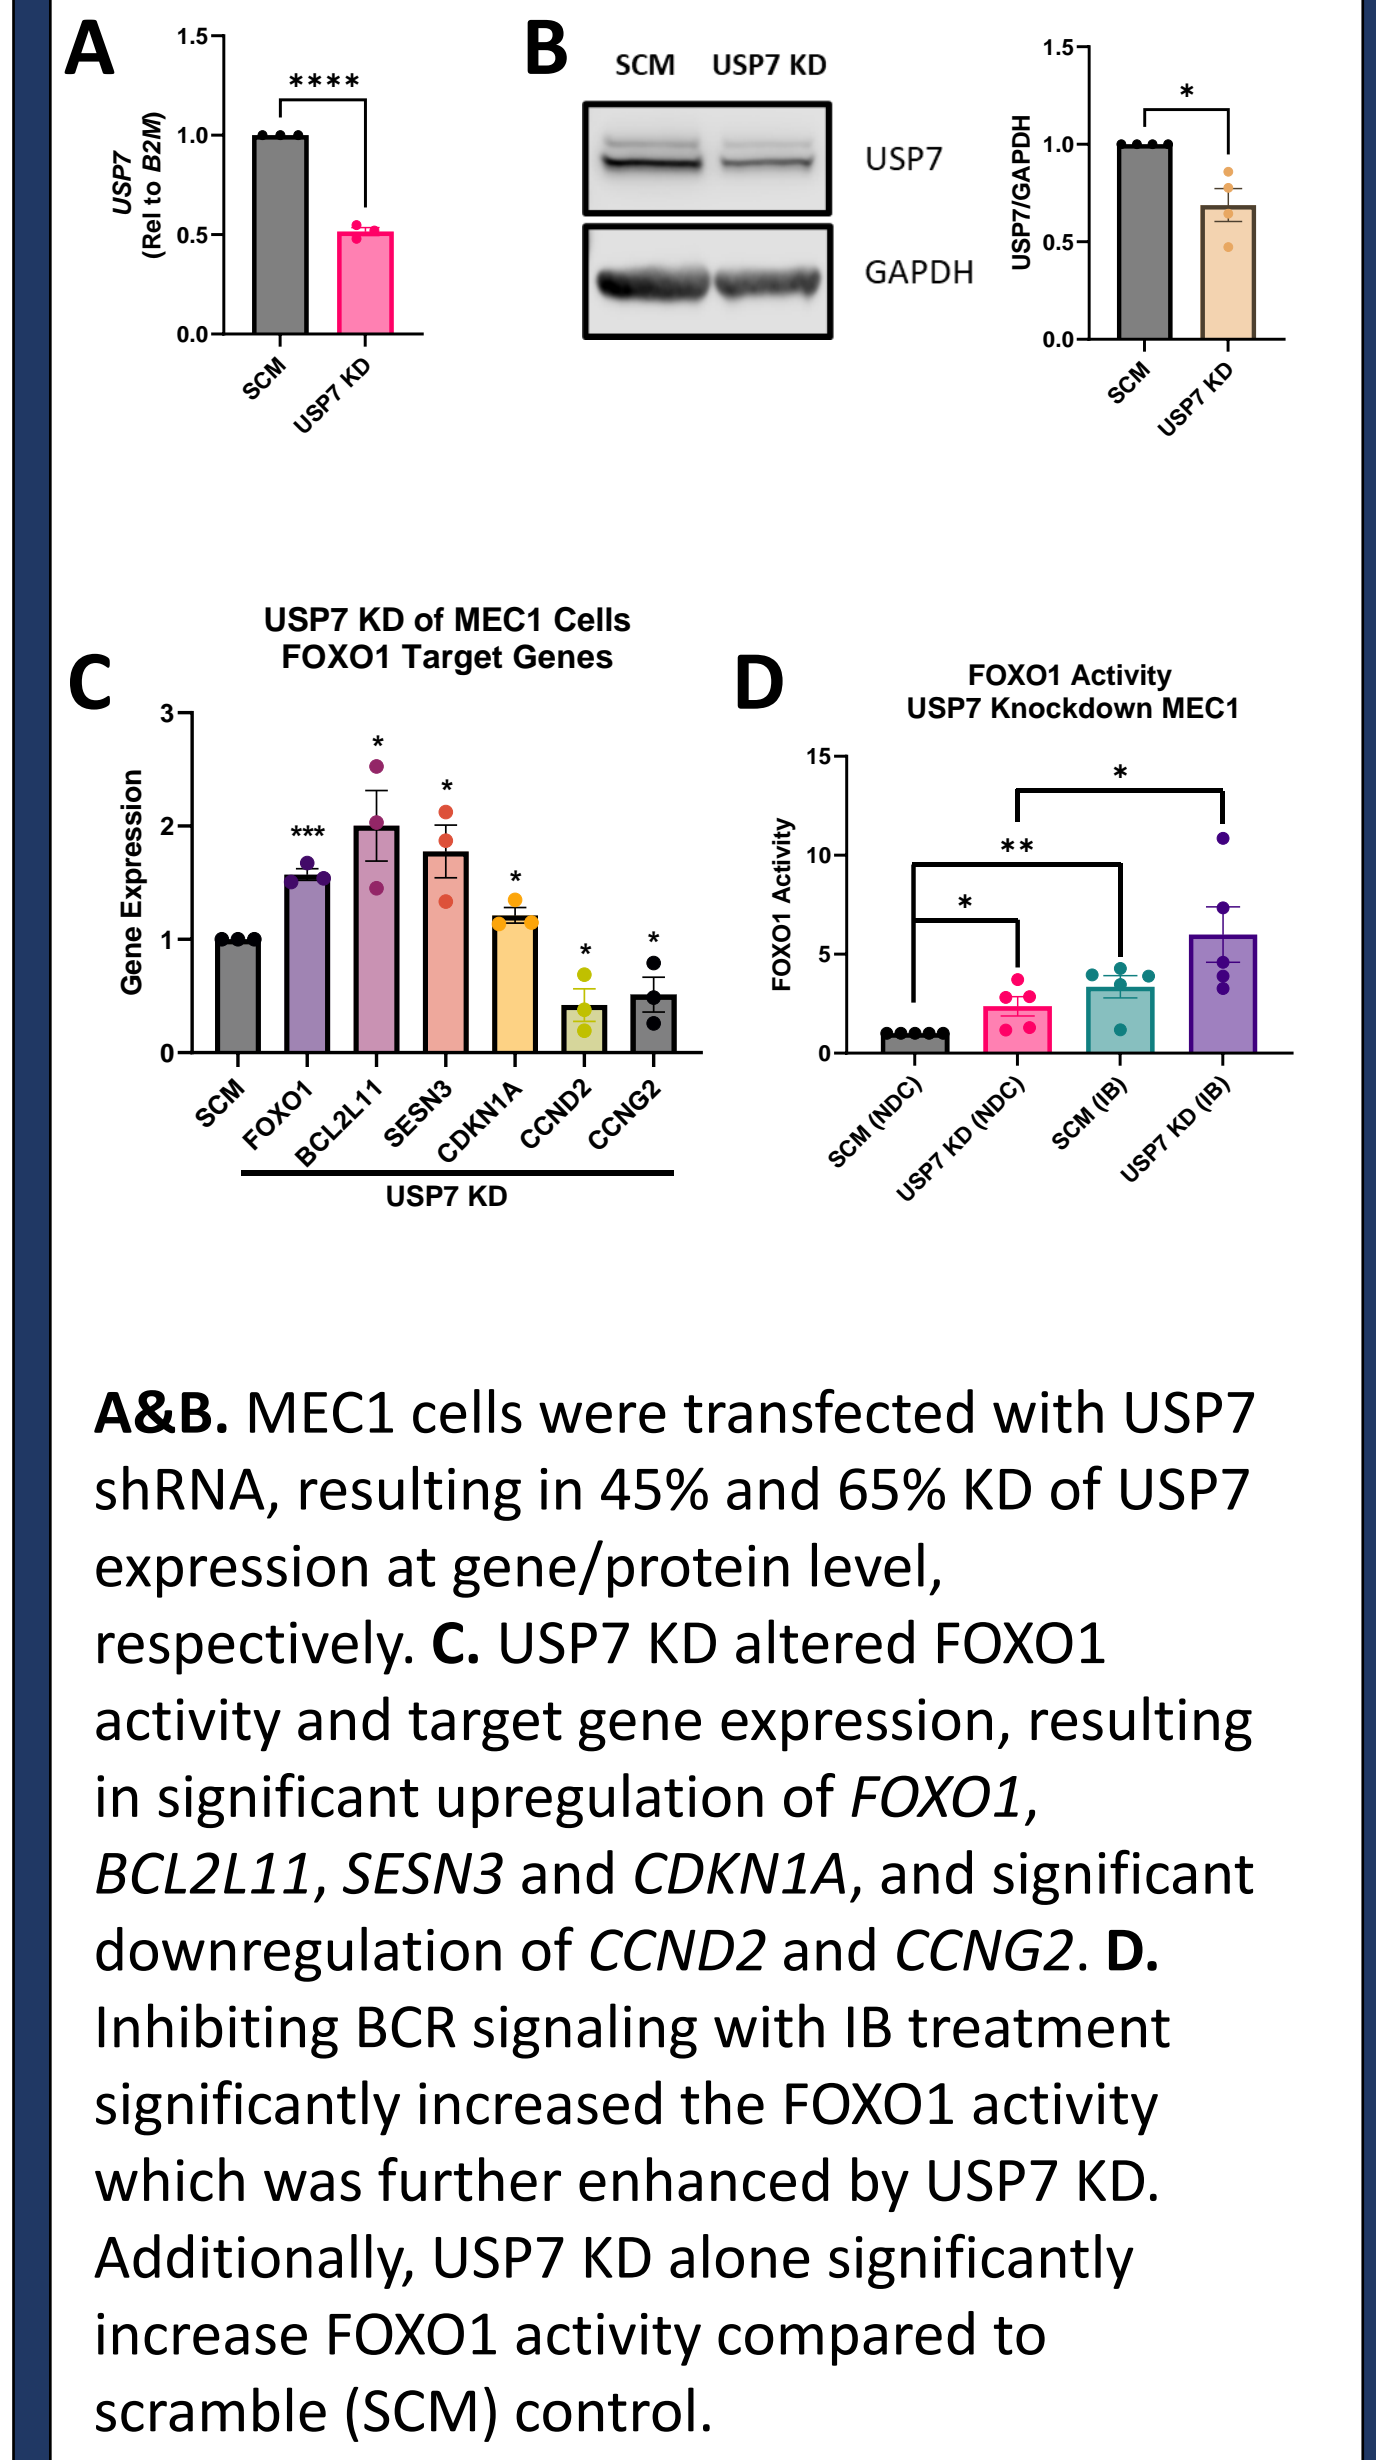 A
1.5
1.0
0.5
0.0
USP7
(Rel to B2M)
****
SCM
USP7 KD
B
SCM USP7 KD
USP7
GAPDH
1.5
1.0
0.5
0.0
USP7/GAPDH
*
SCM
USP7 KD
C
USP7 KD of MEC1 Cells
FOXO1 Target Genes
3
2
1
0
Gene Expression
***
*
*
*
*
*
SCM
FOXO1
BCL2L11
SESN3
CDKN1A
CCND2
CCNG2
USP7 KD
D
FOXO1 Activity
USP7 Knockdown MEC1
15
10
5
0
FOXO1 Activity
*
**
*
SCM (NDC)
USP7 KD (NDC)
SCM (IB)
USP7 KD (IB)
A&B. MEC1 cells were transfected with USP7
shRNA, resulting in 45% and 65% KD of USP7
expression at gene/protein level,
respectively. C. USP7 KD altered FOXO1
activity and target gene expression, resulting
in significant upregulation of FOXO1,
BCL2L11, SESN3 and CDKN1A, and significant
downregulation of CCND2 and CCNG2. D.
Inhibiting BCR signaling with IB treatment
significantly increased the FOXO1 activity
which was further enhanced by USP7 KD.
Additionally, USP7 KD alone significantly
increase FOXO1 activity compared to
scramble (SCM) control.